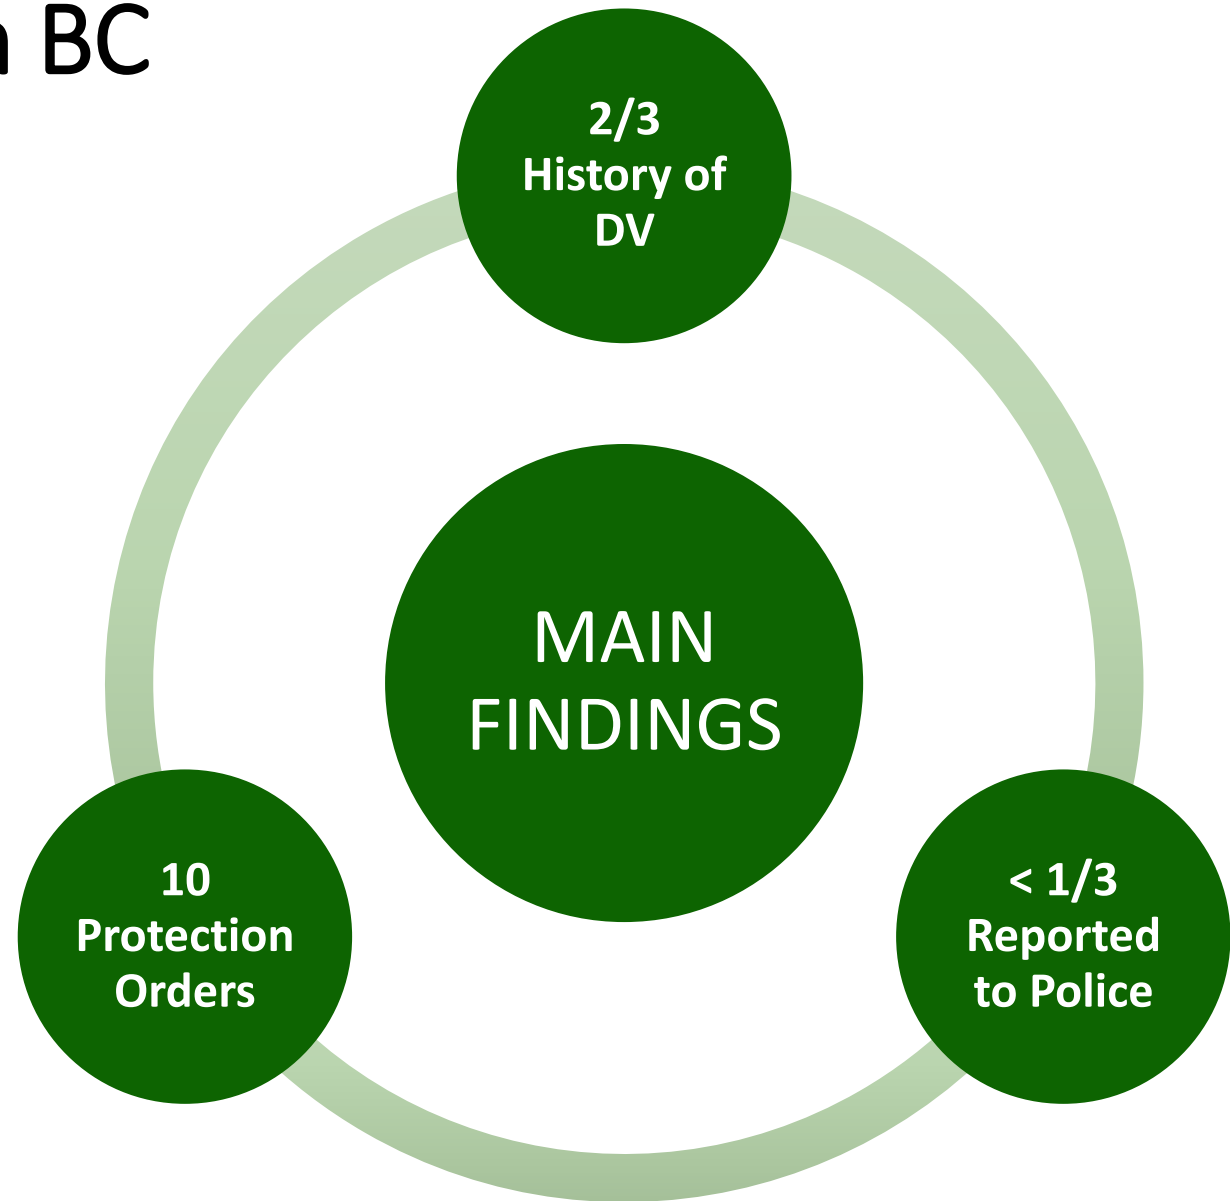 BC
2/3
History of
DV
MAIN
FINDINGS
10
Protection
Orders
< 1/3
Reported
to Police